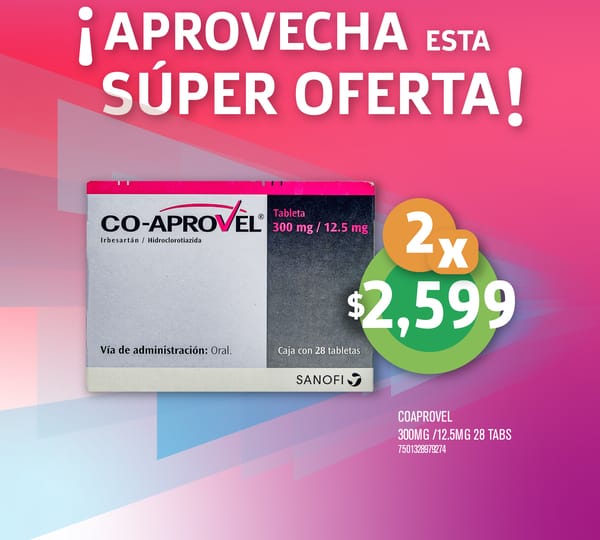 ¡APROVECHA ESTA
SÚPER OFERTA!
CO-APROVEL®
Irbesartán / Hidroclorotiazida
Tableta
300 mg / 12.5 mg
Vía de administración: Oral.
Caja con 28 tabletas
SANOFI
2x
$2,599
COAPROVEL
300MG /12.5MG 28 TABS
7501328979274